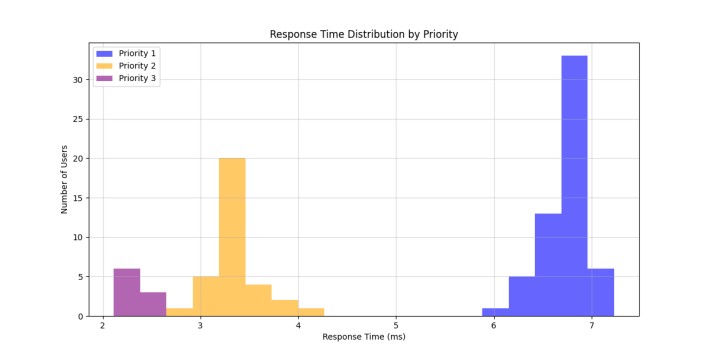 Response Time Distribution by Priority
Priority 1
Priority 2
Priority 3
Number of Users
30
25
20
15
10
5
0
2
3
4
5
6
7
Response Time (ms)